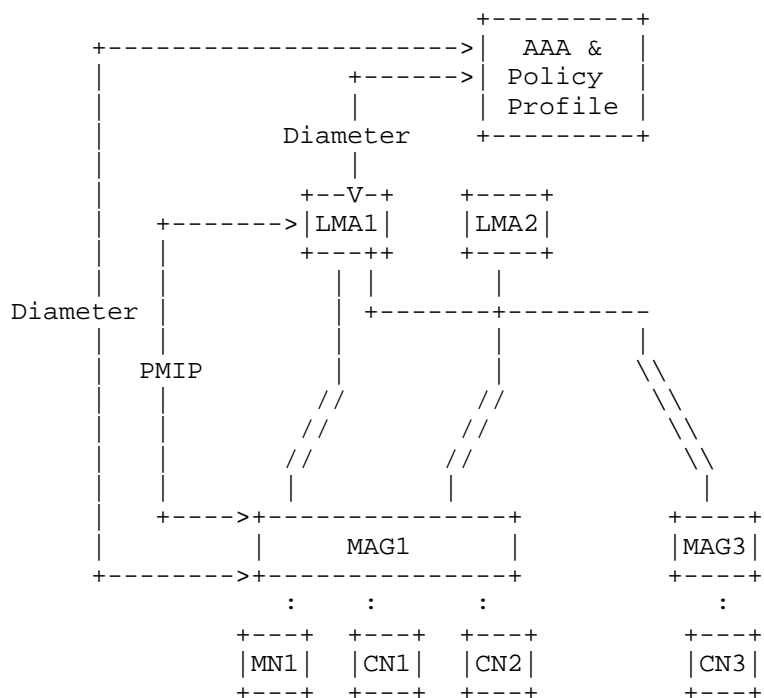 AAA &
Policy
Profile
Diameter
LMA1 LMA2
Diameter
PMIP
MAG1 MAG3
MN1 CN1 CN2 CN3